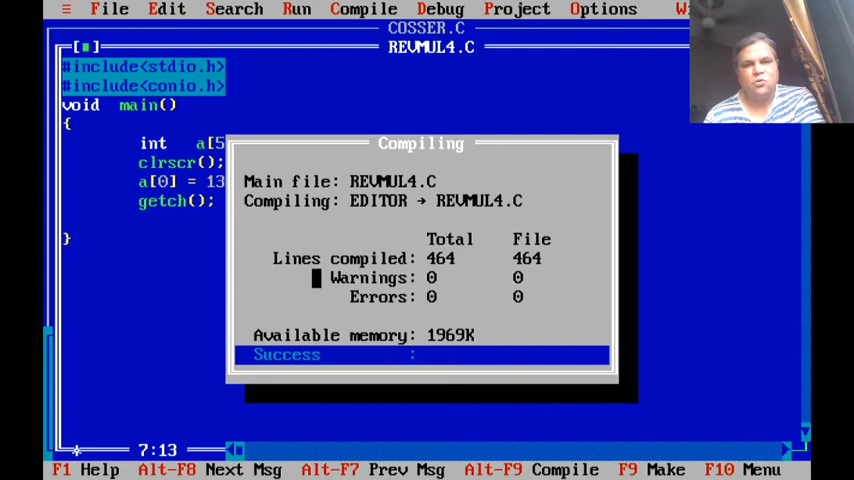 ≡ File Edit Search Run Compile Debug Project Options
COSSER.C
[■] REVMUL4.C
#include<stdio.h>
#include<conio.h>
void main()
{
int a[5
clrscr();
a[0] = 13
getch();
}
Compiling
Main file: REVMUL4.C
Compiling: EDITOR → REVMUL4.C
Total File
Lines compiled: 464 464
Warnings: 0 0
Errors: 0 0
Available memory: 1969K
Success :
7:13
F1 Help Alt-F8 Next Msg Alt-F7 Prev Msg Alt-F9 Compile F9 Make F10 Menu